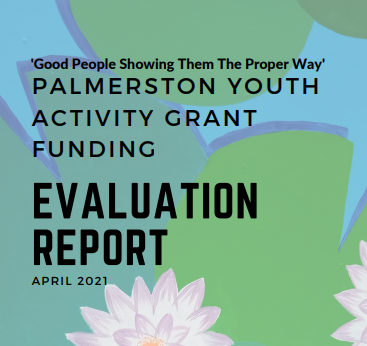 'Good People Showing Them The Proper Way'
PALMERSTON YOUTH
ACTIVITY GRANT
FUNDING
EVALUATION
REPORT
APRIL 2021